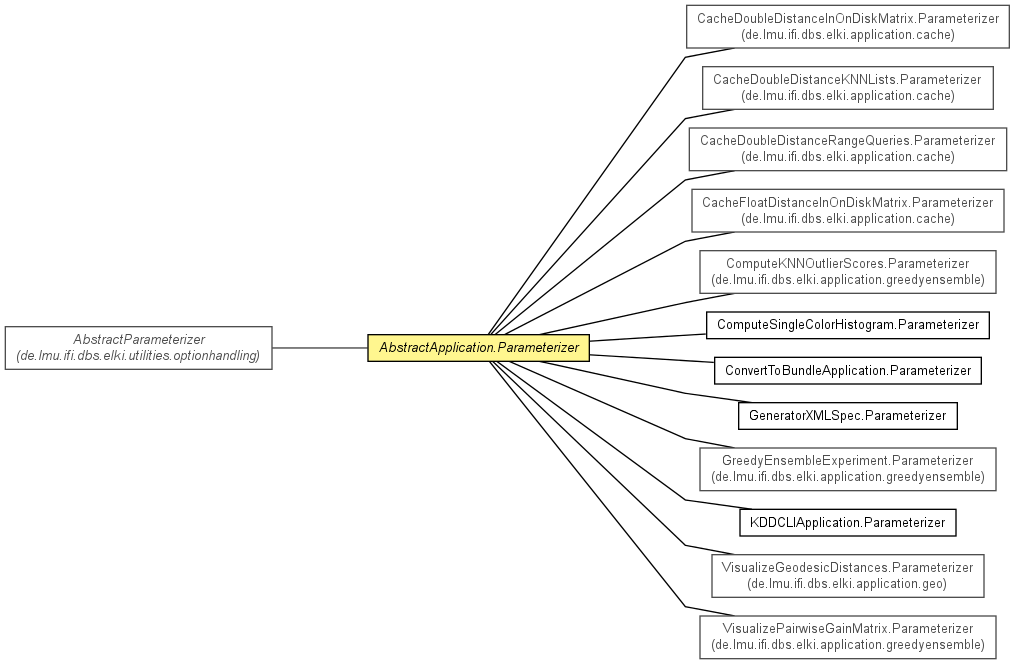 AbstractParameterizer
(de.lmu.ifi.dbs.elki.utilities.optionhandling)
AbstractApplication.Parameterizer
CacheDoubleDistanceInOnDiskMatrix.Parameterizer
(de.lmu.ifi.dbs.elki.application.cache)
CacheDoubleDistanceKNNLists.Parameterizer
(de.lmu.ifi.dbs.elki.application.cache)
CacheDoubleDistanceRangeQueries.Parameterizer
(de.lmu.ifi.dbs.elki.application.cache)
CacheFloatDistanceInOnDiskMatrix.Parameterizer
(de.lmu.ifi.dbs.elki.application.cache)
ComputeKNNOutlierScores.Parameterizer
(de.lmu.ifi.dbs.elki.application.greedyensemble)
ComputeSingleColorHistogram.Parameterizer
ConvertToBundleApplication.Parameterizer
GeneratorXMLSpec.Parameterizer
GreedyEnsembleExperiment.Parameterizer
(de.lmu.ifi.dbs.elki.application.greedyensemble)
KDDCLIApplication.Parameterizer
VisualizeGeodesicDistances.Parameterizer
(de.lmu.ifi.dbs.elki.application.geo)
VisualizePairwiseGainMatrix.Parameterizer
(de.lmu.ifi.dbs.elki.application.greedyensemble)